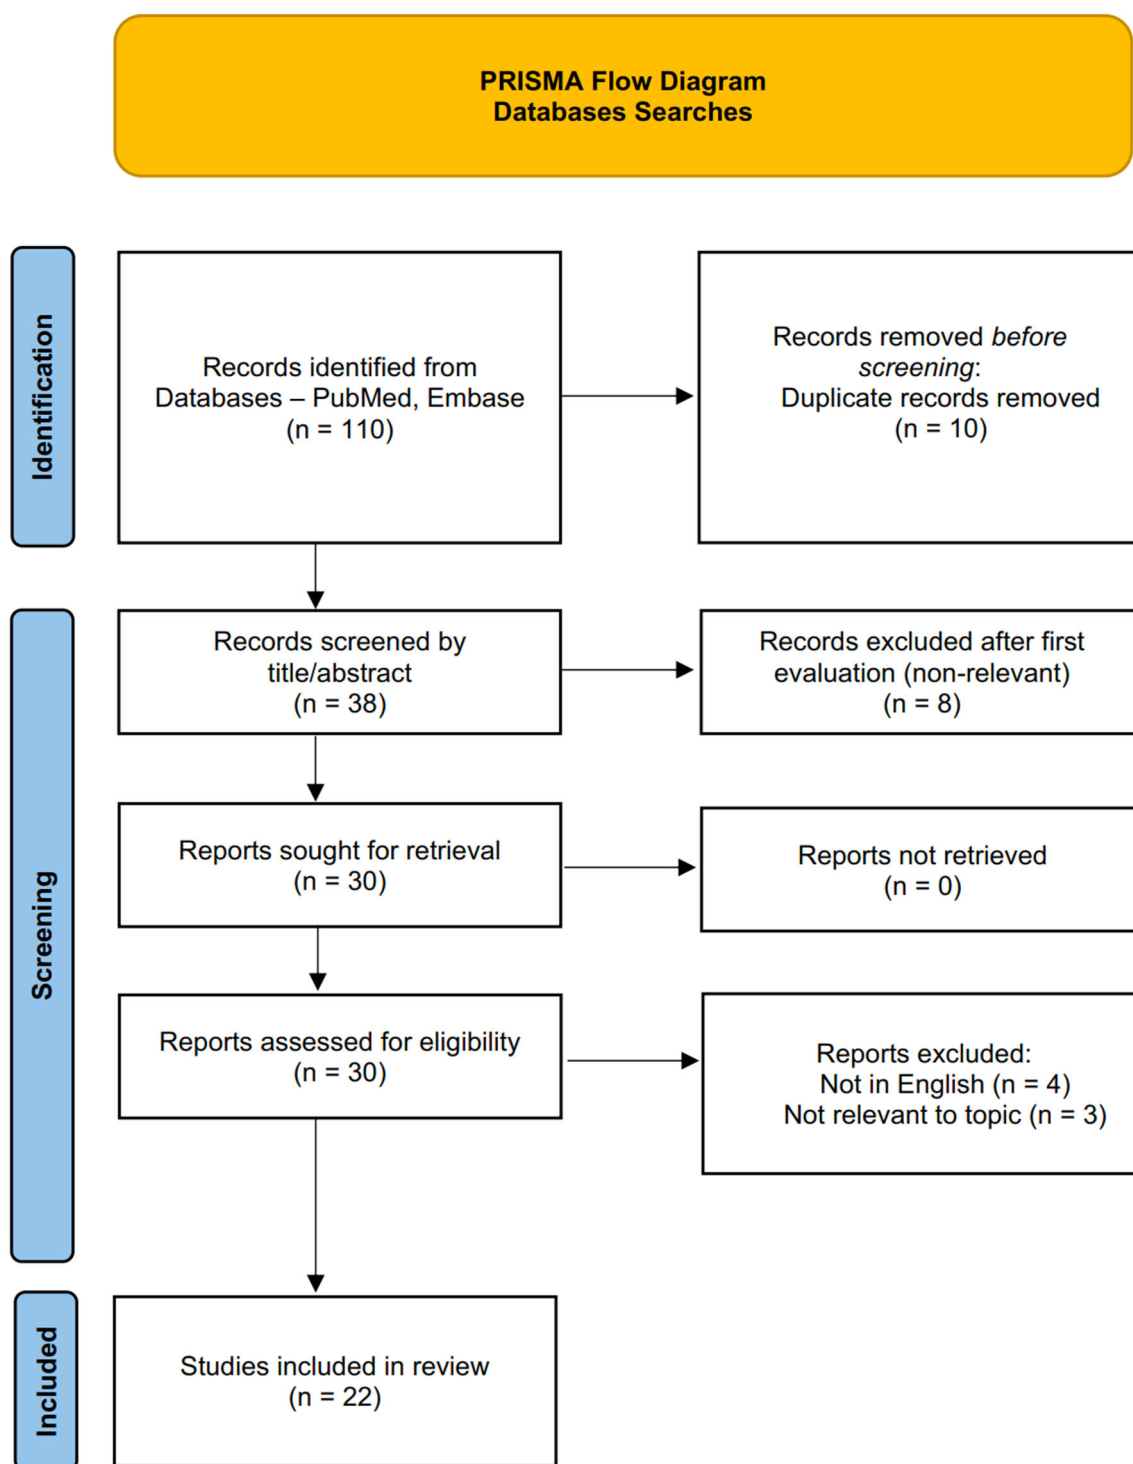 PRISMA Flow Diagram
Databases Searches
Identification
Records identified from
Databases – PubMed, Embase
(n = 110)
Records removed before
screening:
Duplicate records removed
(n = 10)
Screening
Records screened by
title/abstract
(n = 38)
Records excluded after first
evaluation (non-relevant)
(n = 8)
Reports sought for retrieval
(n = 30)
Reports not retrieved
(n = 0)
Reports assessed for eligibility
(n = 30)
Reports excluded:
Not in English (n = 4)
Not relevant to topic (n = 3)
Included
Studies included in review
(n = 22)